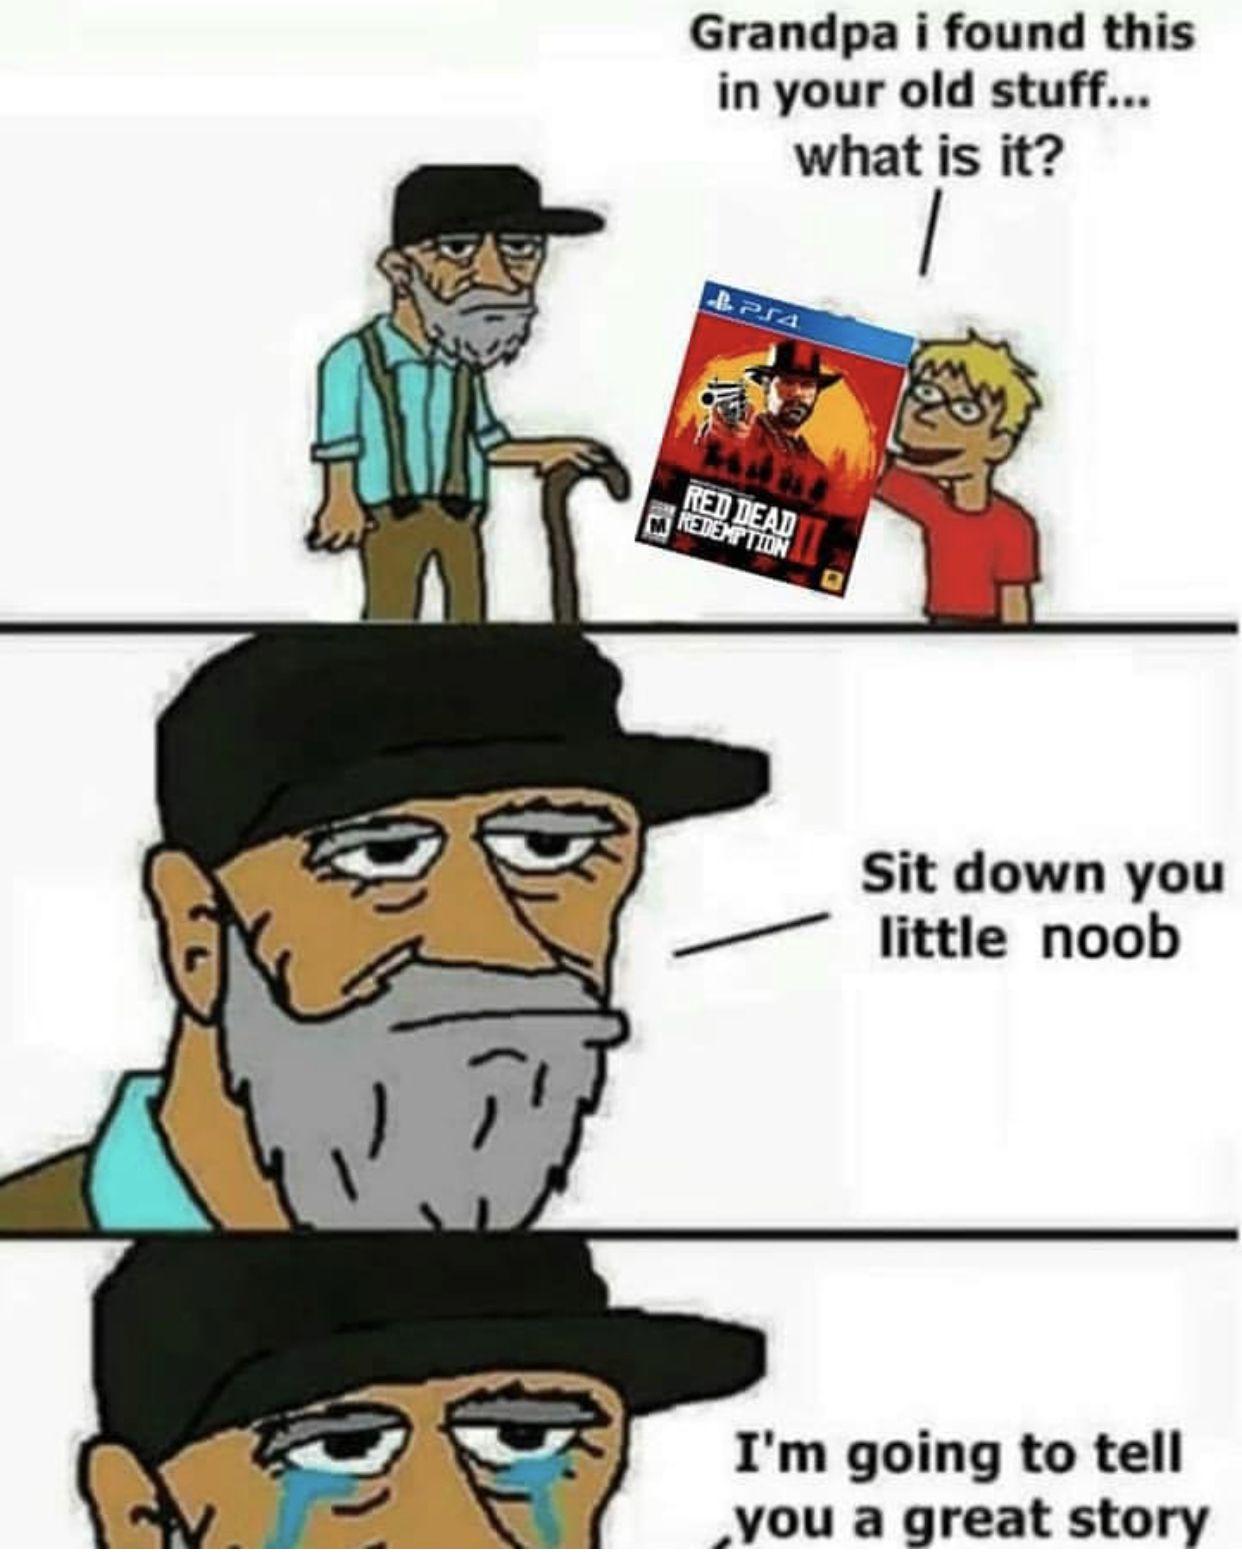 Grandpa i found this
in your old stuff...
what is it?
PS4
RED DEAD
REDEMPTION II
M
R
Sit down you
little noob
I'm going to tell
you a great story